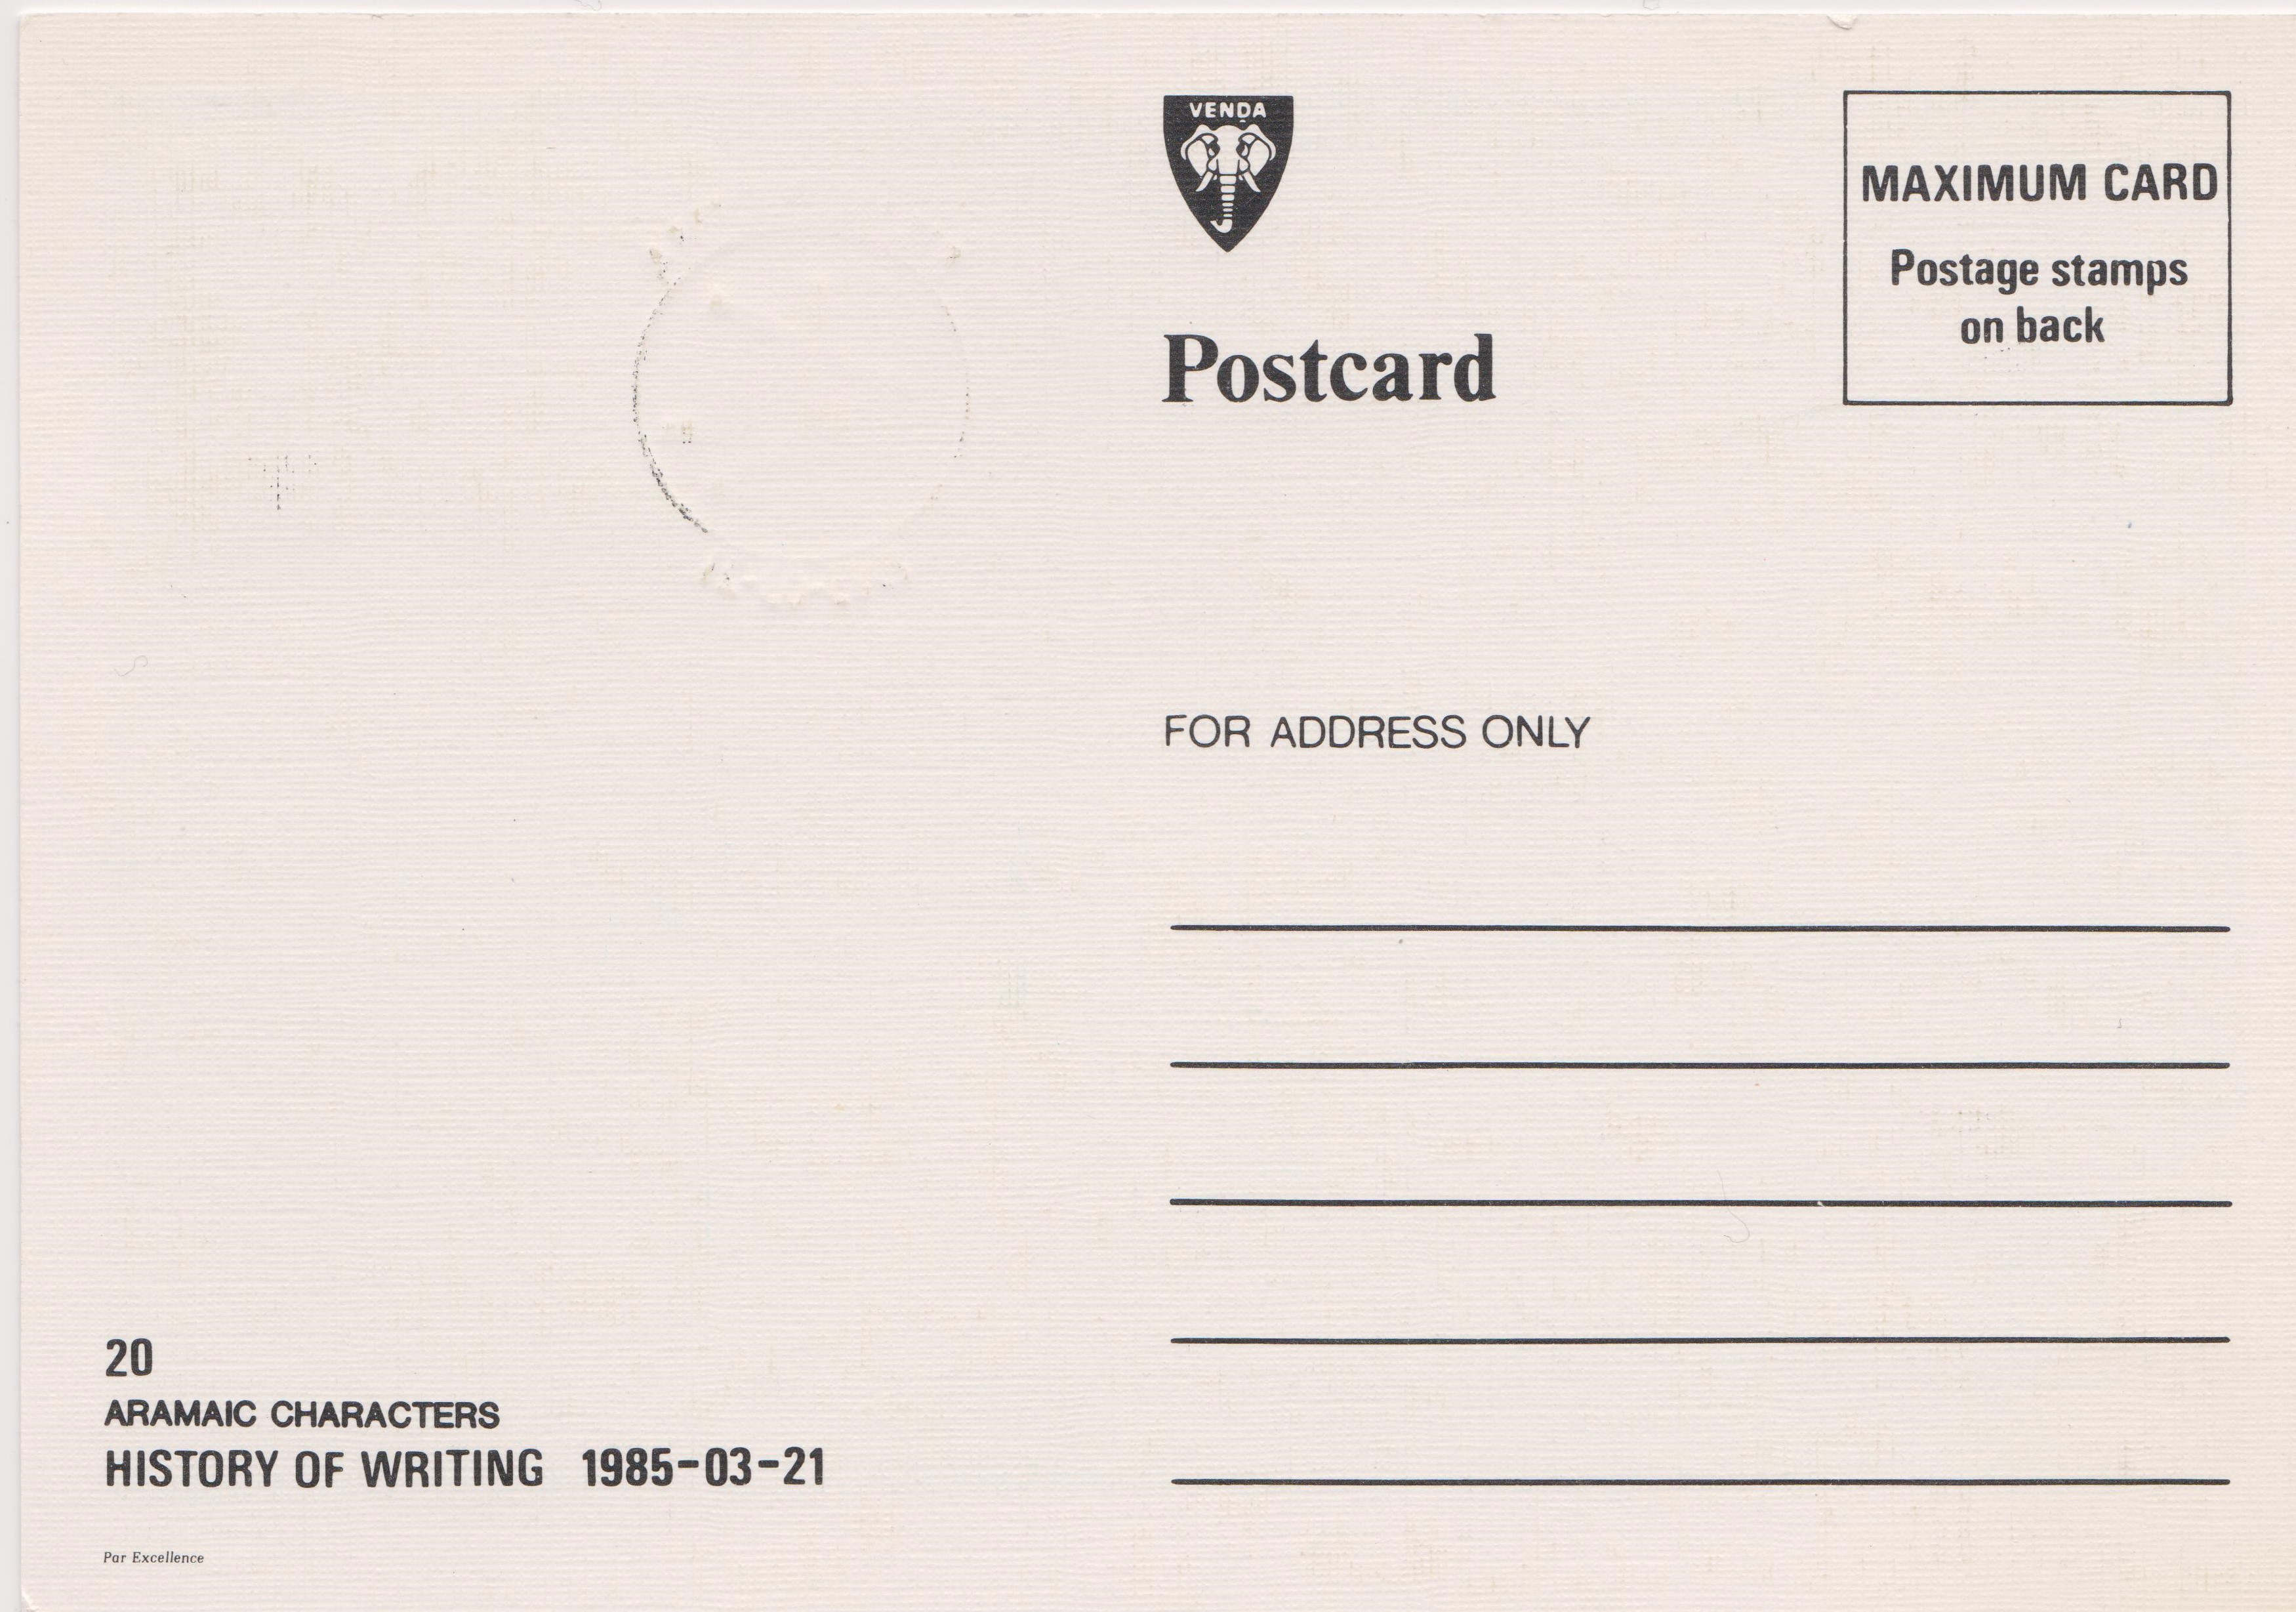 VENḒA
MAXIMUM CARD
Postage stamps
on back
Postcard
FOR ADDRESS ONLY
20
ARAMAIC CHARACTERS
HISTORY OF WRITING 1985-03-21
Par Excellence